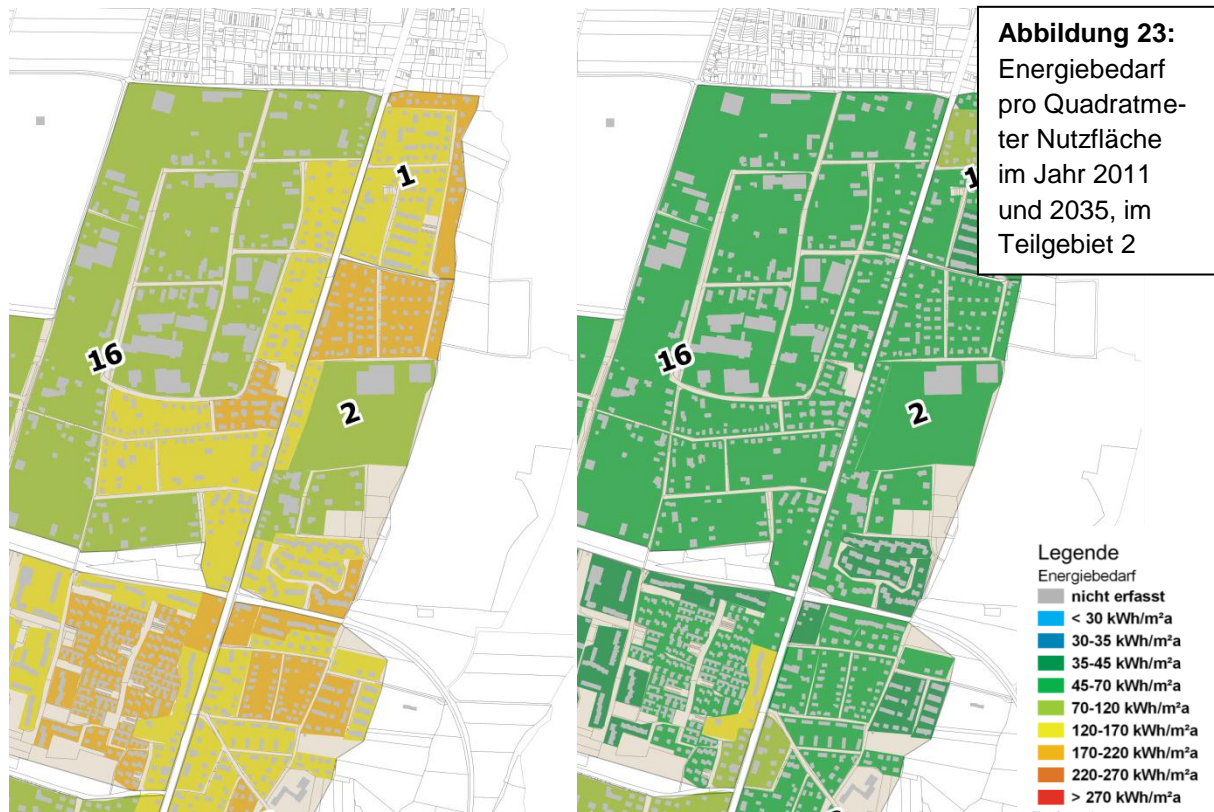 Abbildung 23:
Energiebedarf
pro Quadratme-
ter Nutzfläche
im Jahr 2011
und 2035, im
Teilgebiet 2
1
16
2
1
16
2
Legende
Energiebedarf
nicht erfasst
< 30 kWh/m²a
30-35 kWh/m²a
35-45 kWh/m²a
45-70 kWh/m²a
70-120 kWh/m²a
120-170 kWh/m²a
170-220 kWh/m²a
220-270 kWh/m²a
> 270 kWh/m²a